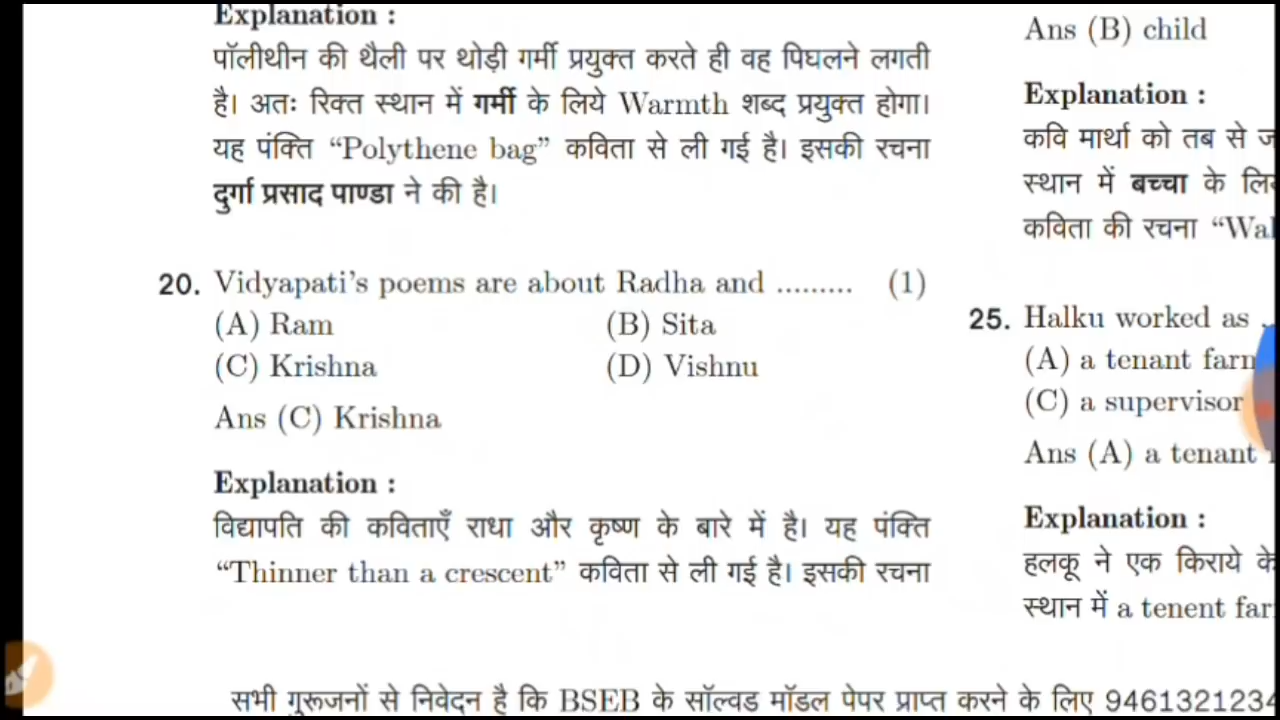 Explanation :
पॉलीथीन की थैली पर थोड़ी गर्मी प्रयुक्त करते ही वह पिघलने लगती
है। अतः रिक्त स्थान में गर्मी के लिये Warmth शब्द प्रयुक्त होगा।
यह पंक्ति “Polythene bag” कविता से ली गई है। इसकी रचना
दुर्गा प्रसाद पाण्डा ने की है।
20. Vidyapati’s poems are about Radha and ......... (1)
(A) Ram (B) Sita
(C) Krishna (D) Vishnu
Ans (C) Krishna
Explanation :
विद्यापति की कविताएँ राधा और कृष्ण के बारे में है। यह पंक्ति
“Thinner than a crescent” कविता से ली गई है। इसकी रचना
Ans (B) child
Explanation :
कवि मार्था को तब से
स्थान में बच्चा के
कविता की रचना
25. Halku worked as
(A) a tenant
(C) a supervisor
Ans (A) a tenant
Explanation :
हलकू ने एक किराये के
स्थान में a tenent
सभी गुरूजनों से निवेदन है कि BSEB के सॉल्वड मॉडल पेपर प्राप्त करने के लिए 9461321234